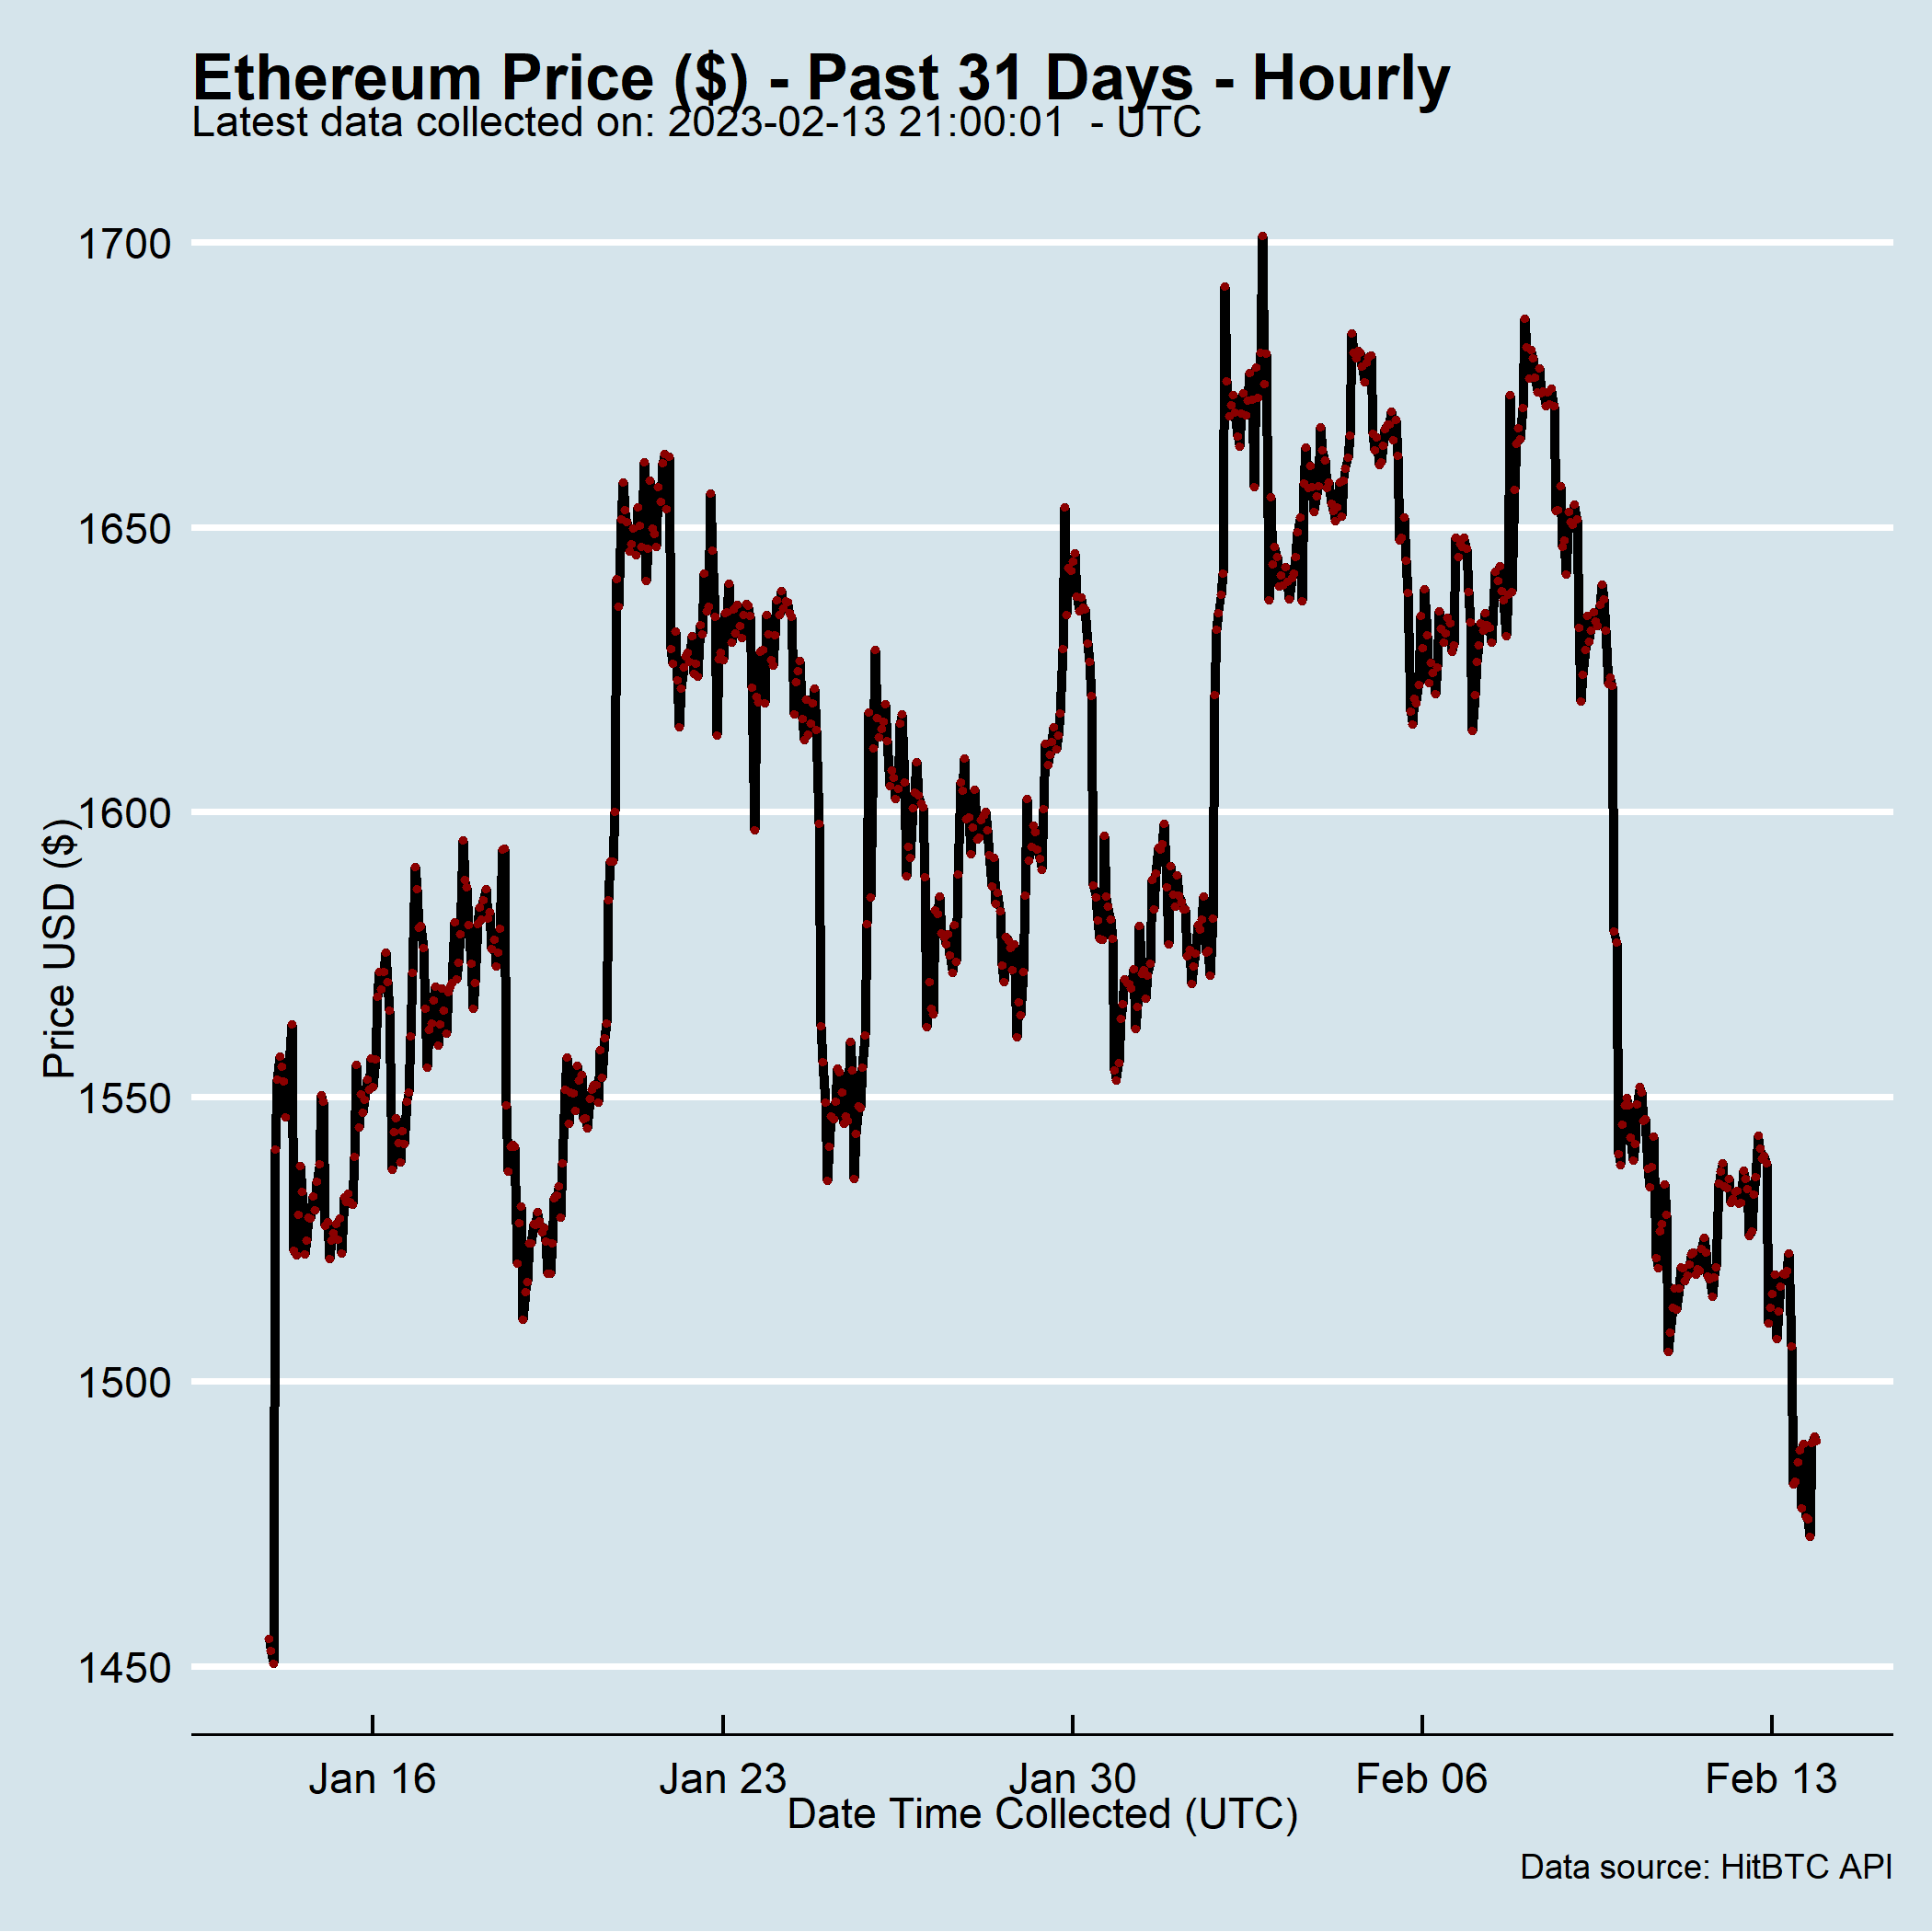 Ethereum Price ($) - Past 31 Days - Hourly
Latest data collected on: 2023-02-13 21:00:01  - UTC
1700
1650
1600
1550
1500
1450
Price USD ($)
Jan 16
Jan 23
Jan 30
Feb 06
Feb 13
Date Time Collected (UTC)
Data source: HitBTC API